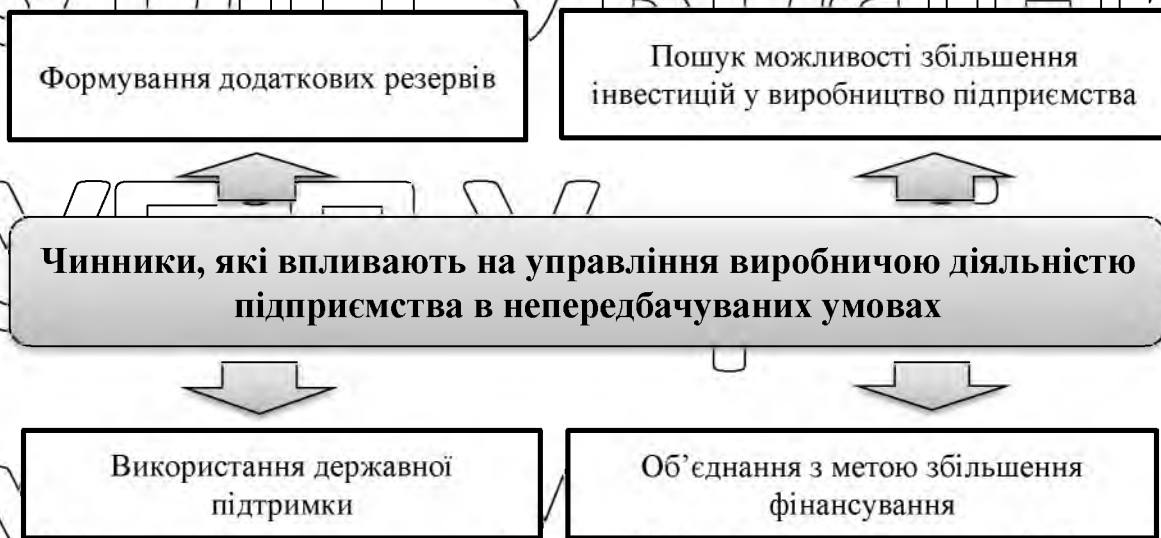 Формування додаткових резервів
Пошук можливості збільшення
інвестицій у виробництво підприємства
Чинники, які впливають на управління виробничою діяльністю
підприємства в непередбачуваних умовах
Використання державної
підтримки
Об’єднання з метою збільшення
фінансування